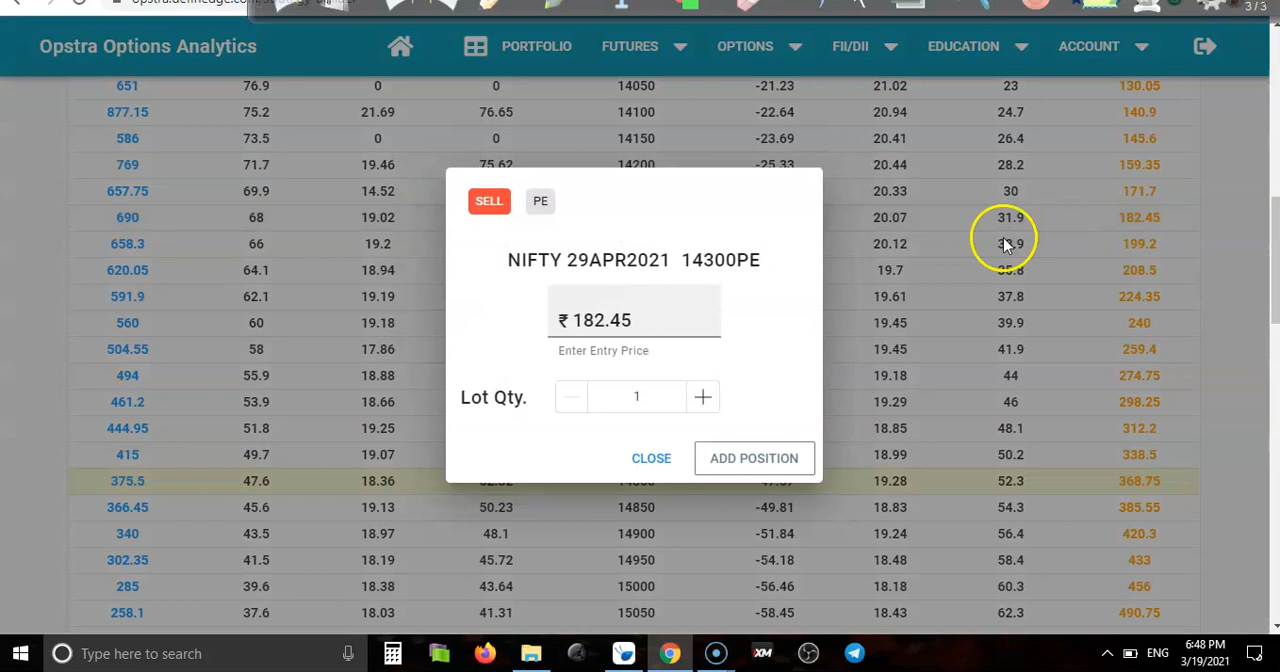 3/3
Opstra Options Analytics PORTFOLIO FUTURES OPTIONS FII/DII EDUCATION ACCOUNT
651 76.9 0 0 14050 -21.23 21.02 23 130.05
877.15 75.2 21.69 76.65 14100 -22.64 20.94 24.7 140.9
586 73.5 0 0 14150 -23.69 20.41 26.4 145.6
769 71.7 19.46 75.62 14200 -25.33 20.44 28.2 159.35
657.75 69.9 14.52 20.33 30 171.7
690 68 19.02 20.07 31.9 182.45
658.3 66 19.2 20.12 199.2
620.05 64.1 18.94 19.7 35.8 208.5
591.9 62.1 19.19 19.61 37.8 224.35
560 60 19.18 19.45 39.9 240
504.55 58 17.86 19.45 41.9 259.4
494 55.9 18.88 19.18 44 274.75
461.2 53.9 18.66 19.29 46 298.25
444.95 51.8 19.25 18.85 48.1 312.2
415 49.7 19.07 18.99 50.2 338.5
375.5 47.6 18.36 19.28 52.3 368.75
366.45 45.6 19.13 50.23 14850 -49.81 18.83 54.3 385.55
340 43.5 18.97 48.1 14900 -51.84 19.24 56.4 420.3
302.35 41.5 18.19 45.72 14950 -54.18 18.48 58.4 433
285 39.6 18.38 43.64 15000 -56.46 18.18 60.3 456
258.1 37.6 18.03 41.31 15050 -58.45 18.43 62.3 490.75
SELL PE
NIFTY 29APR2021 14300PE
₹ 182.45
Enter Entry Price
Lot Qty. 1
CLOSE ADD POSITION
Type here to search
XM
ENG
6:48 PM
3/19/2021